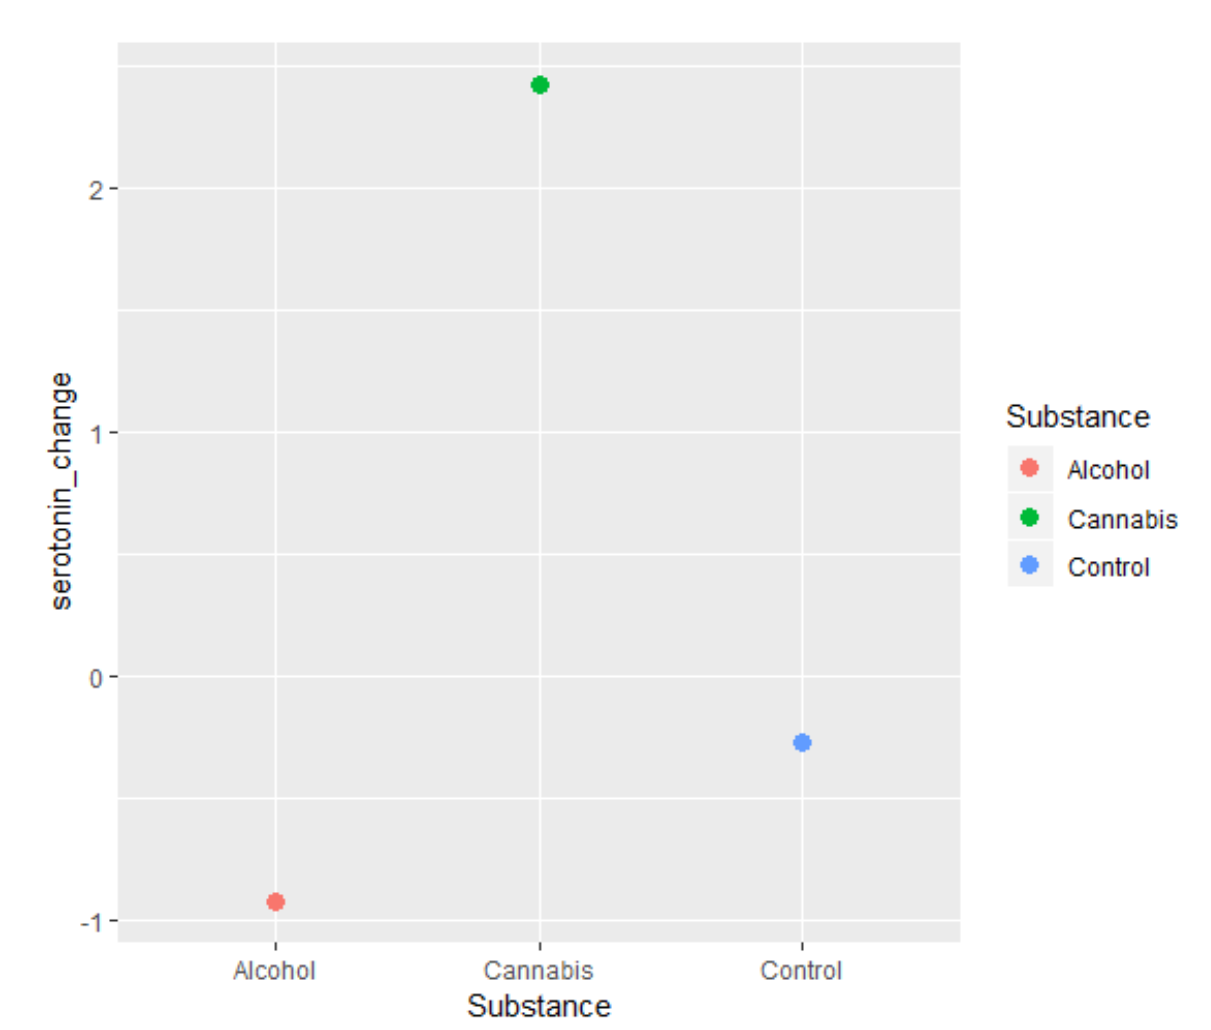 2
1
0
-1
serotonin_change
Alcohol Cannabis Control
Substance
Substance
Alcohol
Cannabis
Control